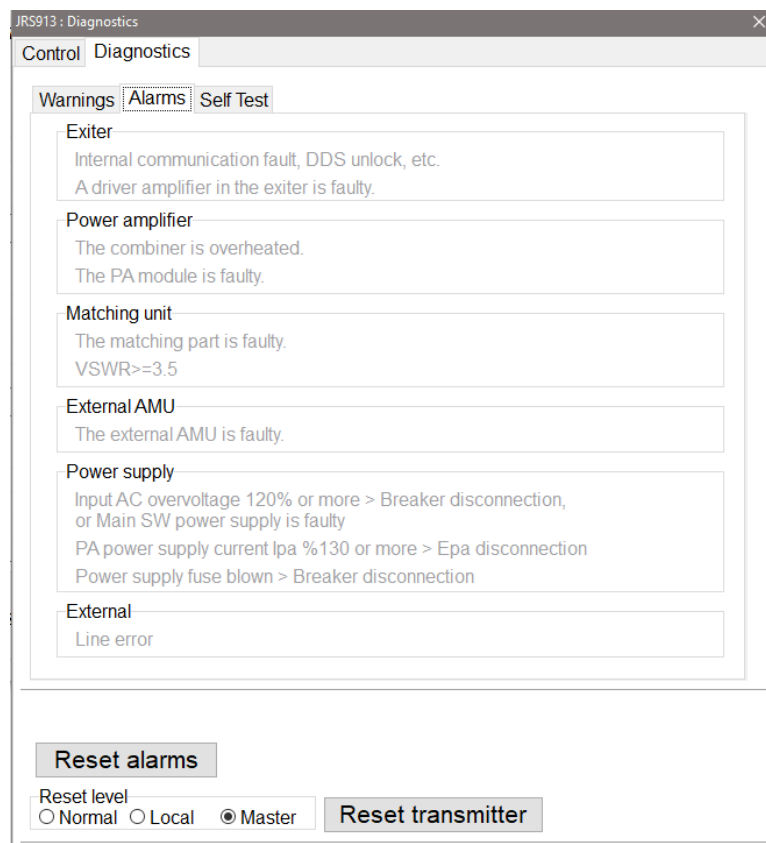 JRS913 : Diagnostics
Control Diagnostics
Warnings Alarms Self Test
Exiter
Internal communication fault, DDS unlock, etc.
A driver amplifier in the exiter is faulty.
Power amplifier
The combiner is overheated.
The PA module is faulty.
Matching unit
The matching part is faulty.
VSWR>=3.5
External AMU
The external AMU is faulty.
Power supply
Input AC overvoltage 120% or more > Breaker disconnection,
or Main SW power supply is faulty
PA power supply current Ipa %130 or more > Epa disconnection
Power supply fuse blown > Breaker disconnection
External
Line error
Reset alarms
Reset level
Normal Local Master
Reset transmitter